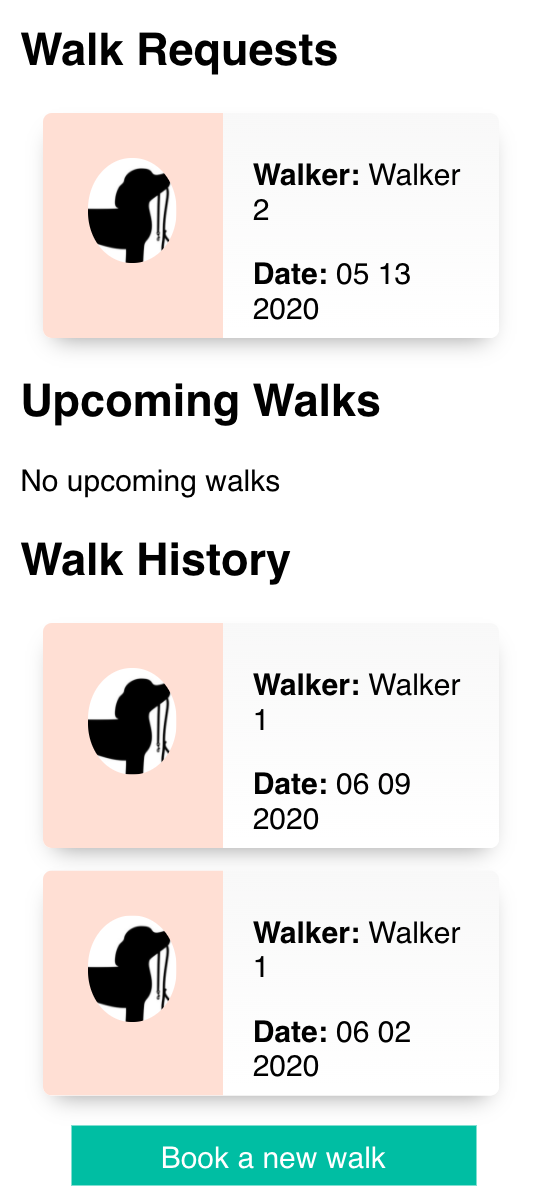 Walk Requests
Walker: Walker
2
Date: 05 13
2020
Upcoming Walks
No upcoming walks
Walk History
Walker: Walker
1
Date: 06 09
2020
Walker: Walker
1
Date: 06 02
2020
Book a new walk